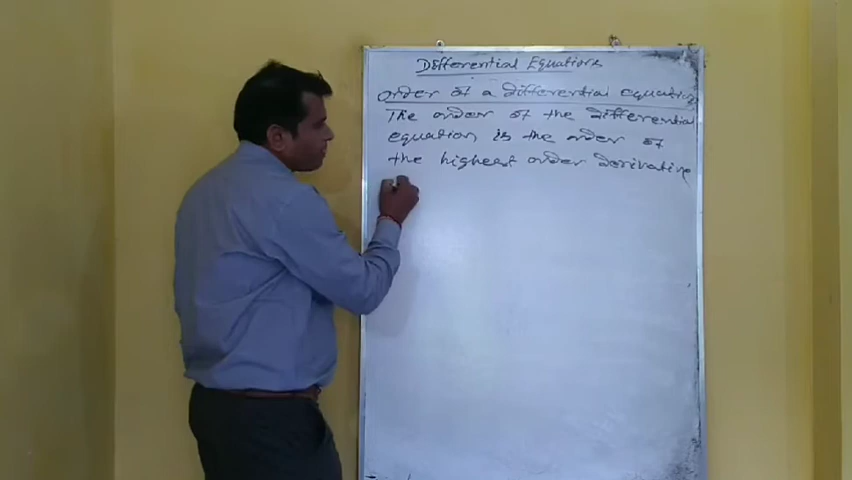 Differential Equations
Order of a differential equation
The order of the differential
equation is the order of
the highest order derivative